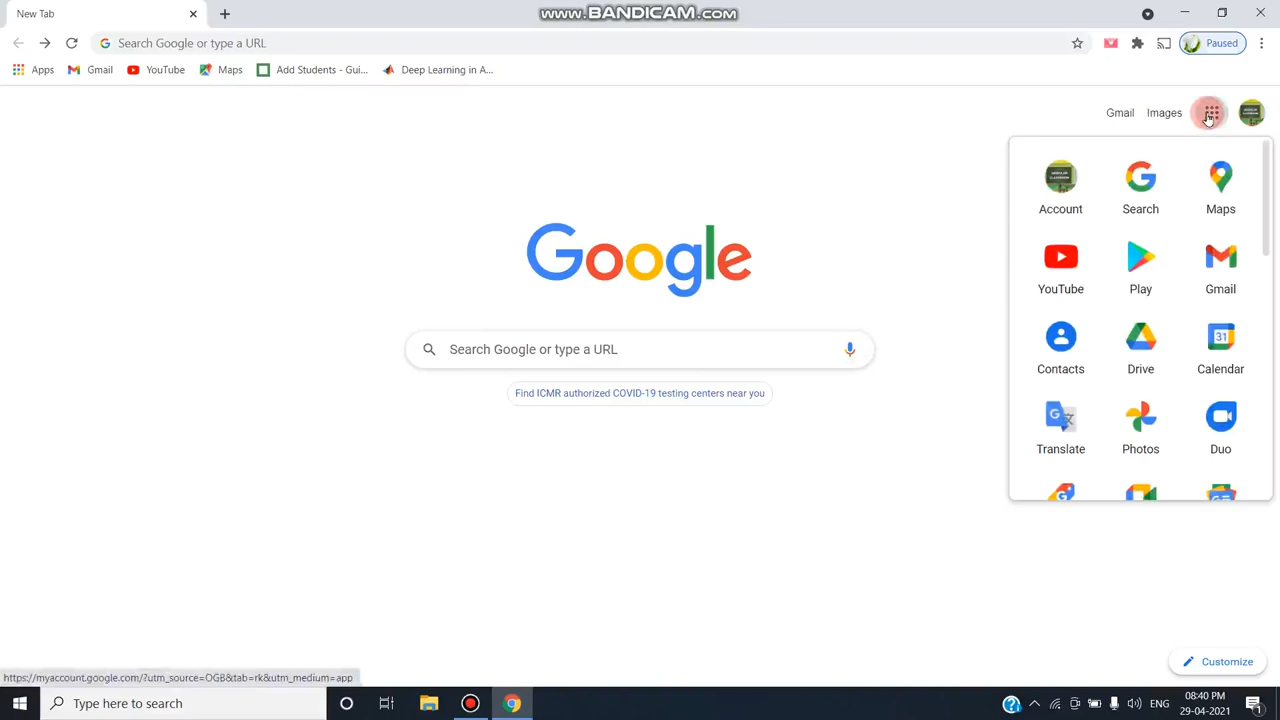 New Tab
www.BANDICAM.com
Search Google or type a URL
Paused
Apps
Gmail
YouTube
Maps
Add Students - Gui...
Deep Learning in A...
Gmail
Images
Account
Search
Maps
YouTube
Play
Gmail
Contacts
Drive
31
Calendar
Translate
Photos
Duo
Google
Search Google or type a URL
Find ICMR authorized COVID-19 testing centers near you
Customize
https://myaccount.google.com/?utm_source=OGB&tab=rk&utm_medium=app
Type here to search
ENG
08:40 PM
29-04-2021
1